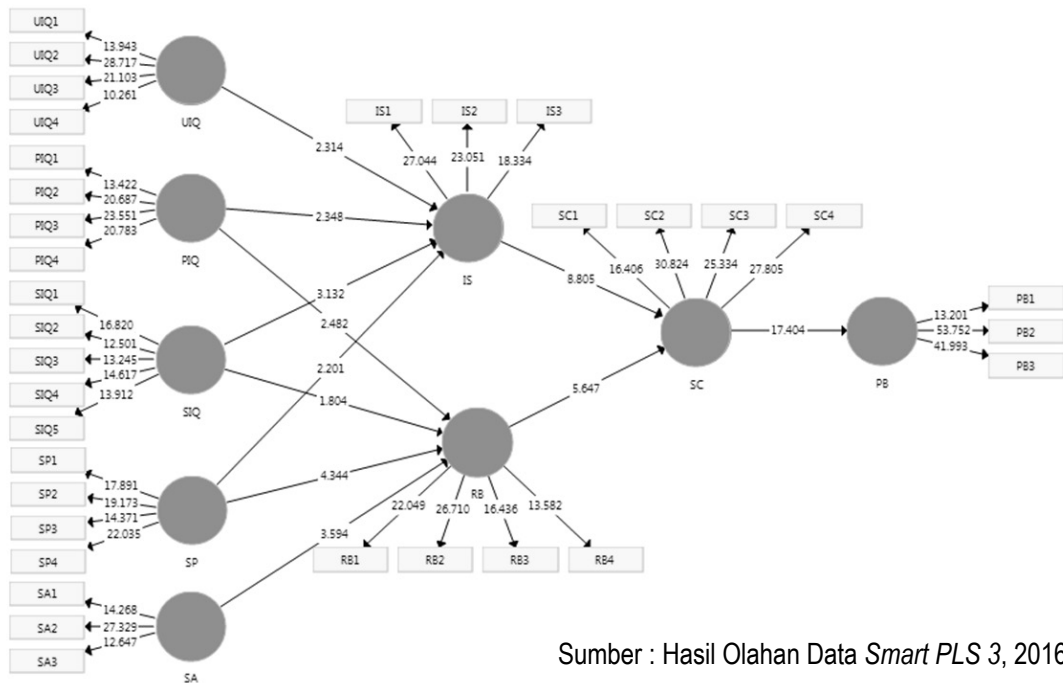 UIQ1
UIQ2
UIQ3
UIQ4
13.943
28.717
21.103
10.261
UIQ
PIQ1
PIQ2
PIQ3
PIQ4
13.422
20.687
23.551
20.783
PIQ
SIQ1
SIQ2
SIQ3
SIQ4
SIQ5
16.820
12.501
13.245
14.617
13.912
SIQ
SP1
SP2
SP3
SP4
17.891
19.173
14.371
22.035
SP
SA1
SA2
SA3
14.268
27.329
12.647
SA
2.314
2.348
3.132
2.482
2.201
1.804
4.344
3.594
IS1
IS2
IS3
27.044
23.051
18.334
IS
RB
22.049
26.710
16.436
13.582
RB1
RB2
RB3
RB4
8.805
5.647
SC1
SC2
SC3
SC4
16.406
30.824
25.334
27.805
SC
17.404
PB
13.201
53.752
41.993
PB1
PB2
PB3
Sumber : Hasil Olahan Data Smart PLS 3, 2016